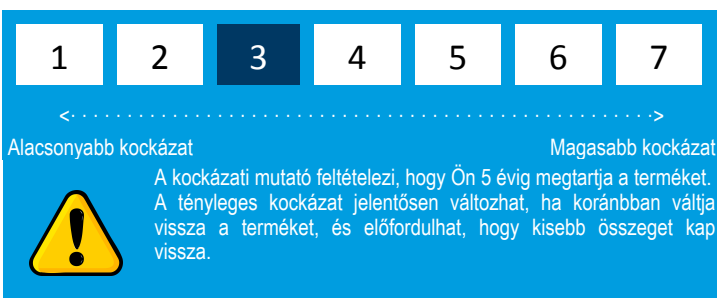 1 2 3 4 5 6 7
Alacsonyabb kockázat Magasabb kockázat
A kockázati mutató feltételezi, hogy Ön 5 évig megtartja a terméket.
A tényleges kockázat jelentősen változhat, ha koránbban váltja
vissza a terméket, és előfordulhat, hogy kisebb összeget kap
vissza.